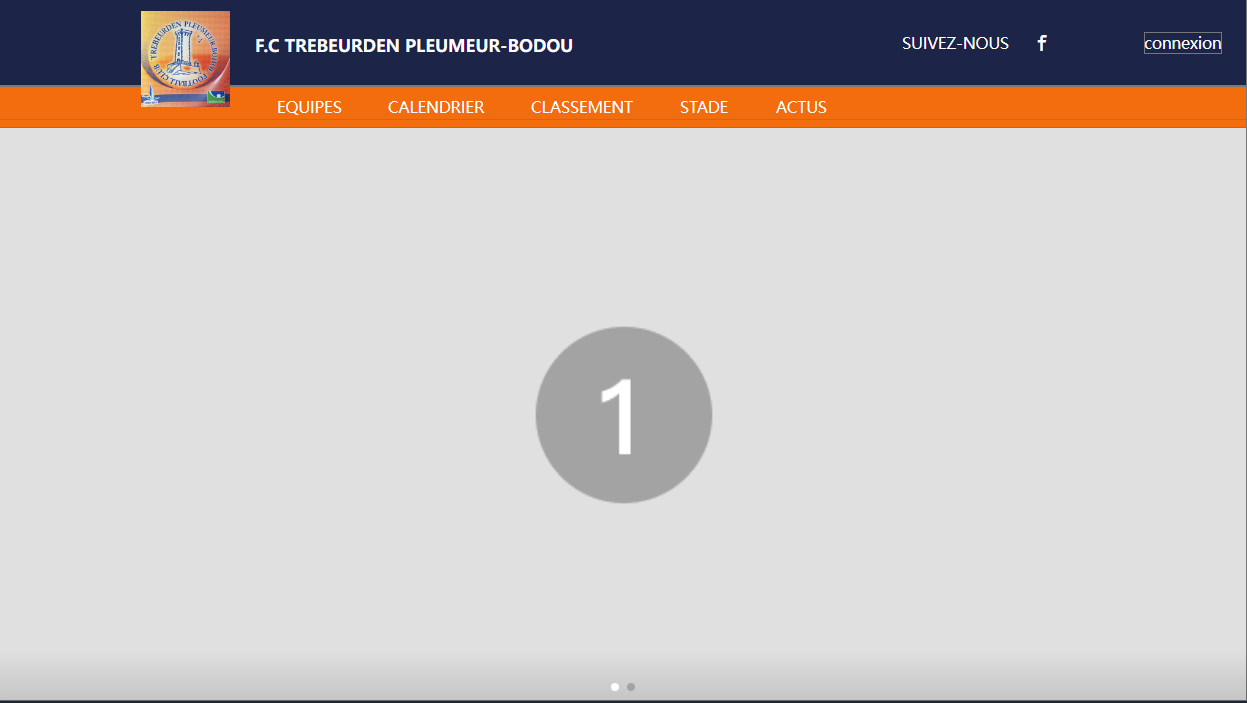 TREBEURDEN PLEUMEUR-BODOU FOOTBALL CLUB
F.C TREBEURDEN PLEUMEUR-BODOU
SUIVEZ-NOUS
connexion
EQUIPES CALENDRIER CLASSEMENT STADE ACTUS
1